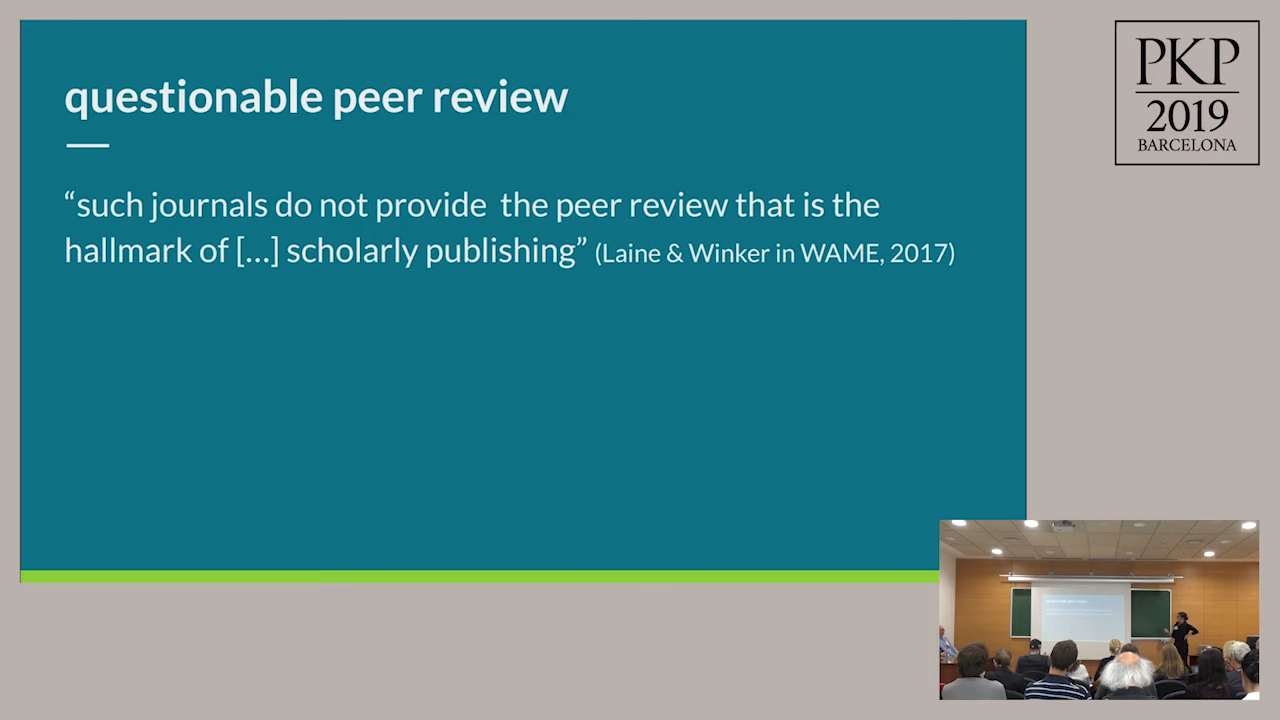 questionable peer review
“such journals do not provide the peer review that is the
hallmark of [...] scholarly publishing” (Laine & Winker in WAME, 2017)
PKP
2019
BARCELONA